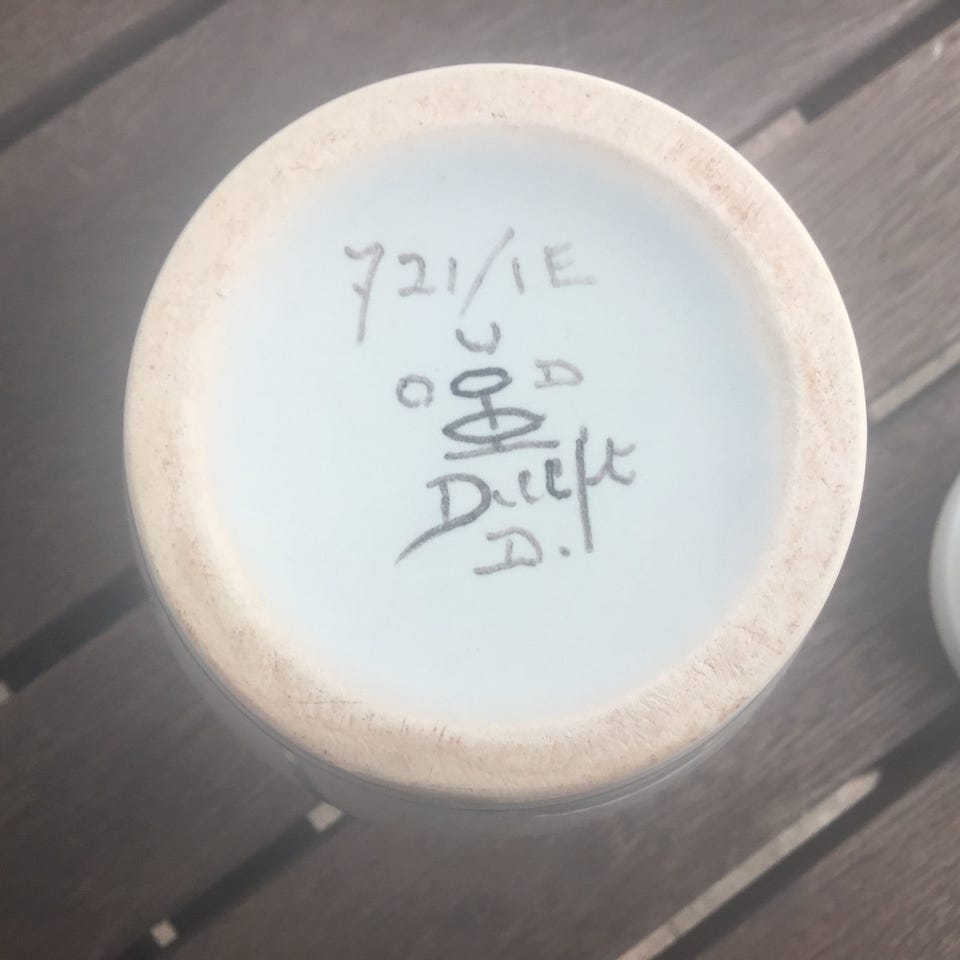 721/1E
U
O D
Delft
D.